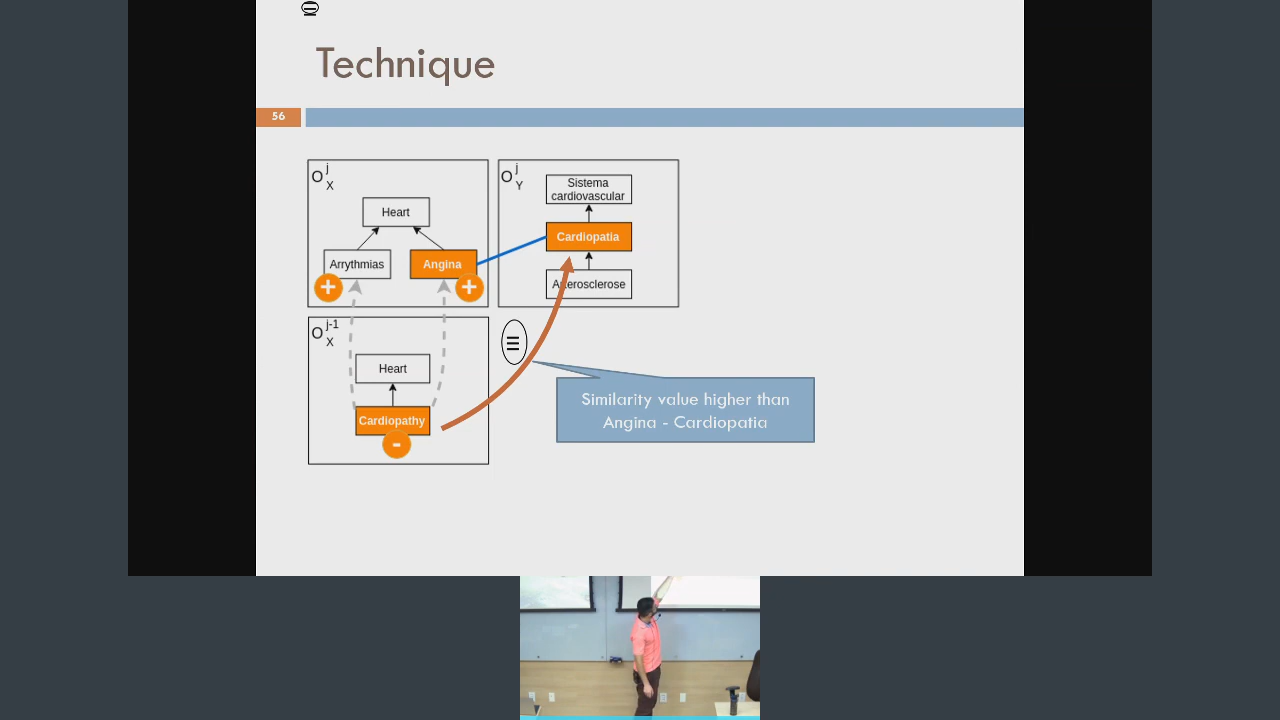 Technique
56
O j X
Heart
Arrythmias
Angina
+
+
O j Y
Sistema
cardiovascular
Cardiopatia
Aterosclerose
O j-1 X
Heart
Cardiopathy
-
≡
Similarity value higher than
Angina - Cardiopatia